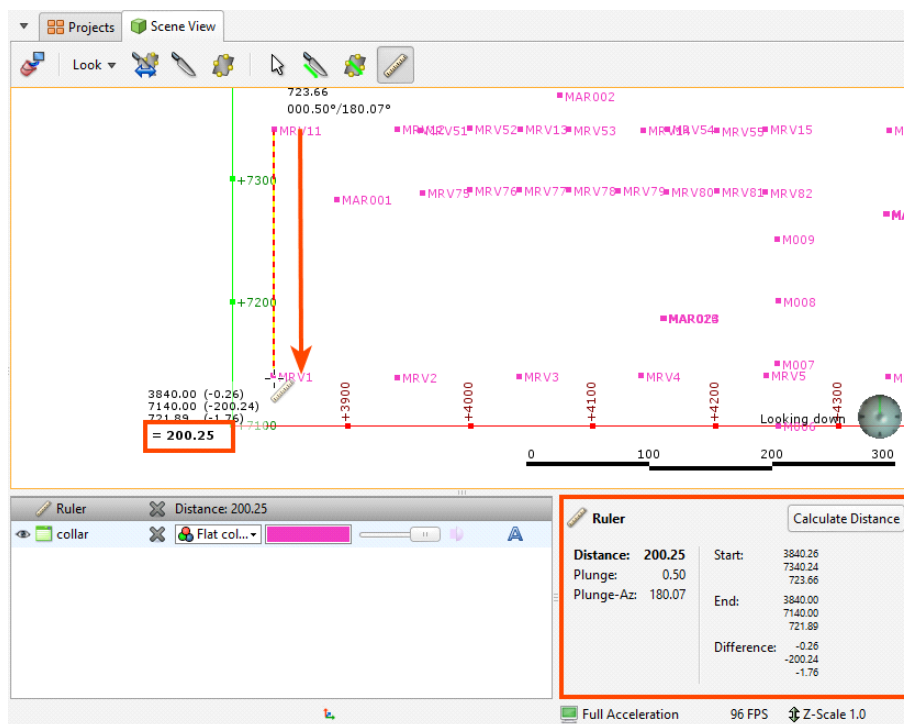 Projects Scene View
Look
723.66
000.50°/180.07°
MAR002
MRV11 MRV51 MRV52 MRV13 MRV53 MRV54 MRV55 MRV15
+7300
MRV75 MRV76 MRV77 MRV78 MRV79 MRV80 MRV81 MRV82
MAR001
M009
+7200
M008
M007
MRV1 MRV2 MRV3 MRV4 MRV5
3840.00 (-0.26)
7140.00 (-200.24)
721.89 (-1.76)
+7100
= 200.25
+3900 +4000 +4100 +4200 +4300
Looking down
M006
0 100 200 300
Ruler Distance: 200.25
collar Flat col... A
Ruler
Calculate Distance
Distance: 200.25
Plunge: 0.50
Plunge-Az: 180.07
Start: 3840.26
7340.24
723.66
End: 3840.00
7140.00
721.89
Difference: -0.26
-200.24
-1.76
Full Acceleration 96 FPS Z-Scale 1.0